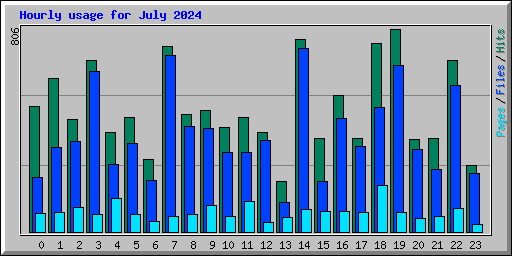 Hourly usage for July 2024
806
Pages / Files / Hits
0 1 2 3 4 5 6 7 8 9 10 11 12 13 14 15 16 17 18 19 20 21 22 23